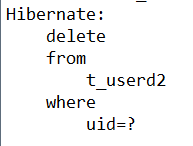 Hibernate:
    delete
    from
        t_userd2
    where
        uid=?